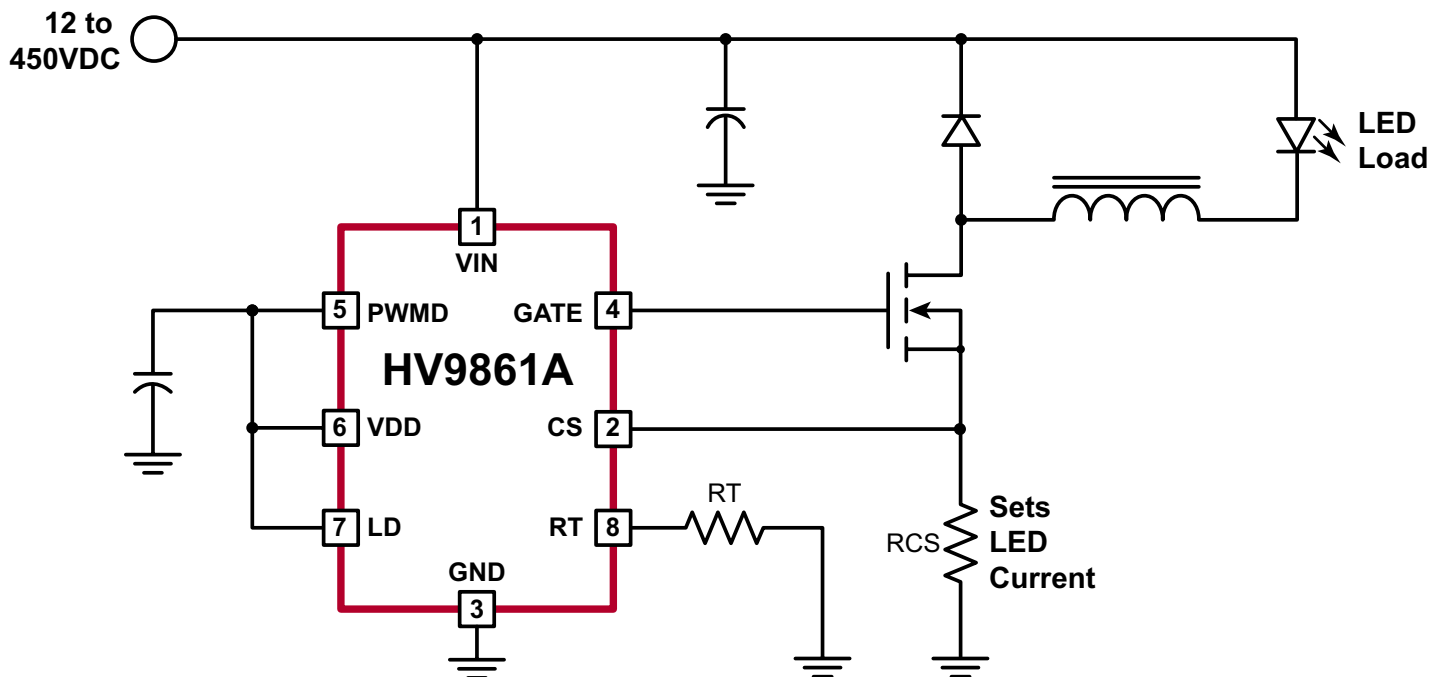 12 to
450VDC
LED
Load
1
VIN
5
PWMD
GATE
4
HV9861A
6
VDD
CS
2
7
LD
RT
8
RT
GND
3
RCS
Sets
LED
Current